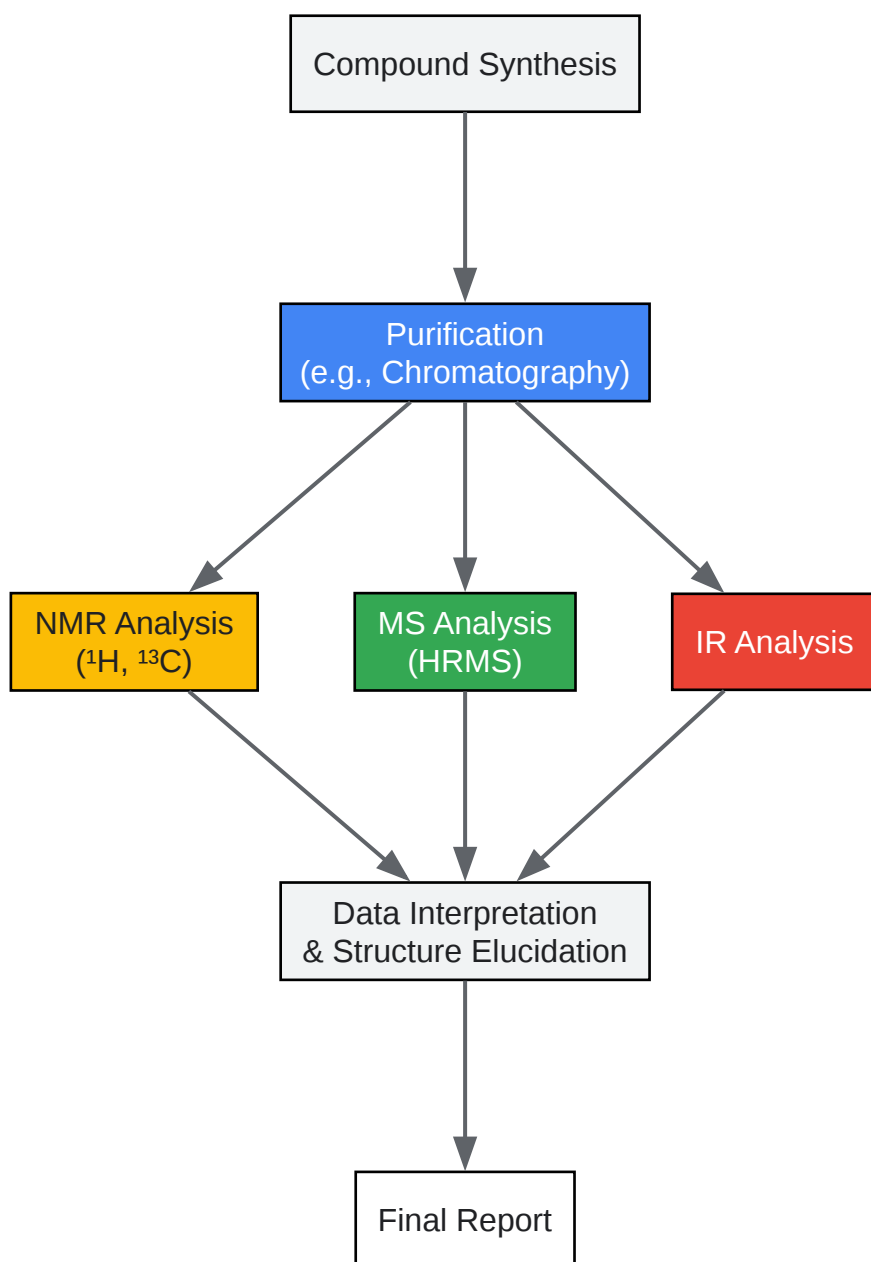 Compound Synthesis
Purification
(e.g., Chromatography)
NMR Analysis
(¹H, ¹³C)
MS Analysis
(HRMS)
IR Analysis
Data Interpretation
& Structure Elucidation
Final Report